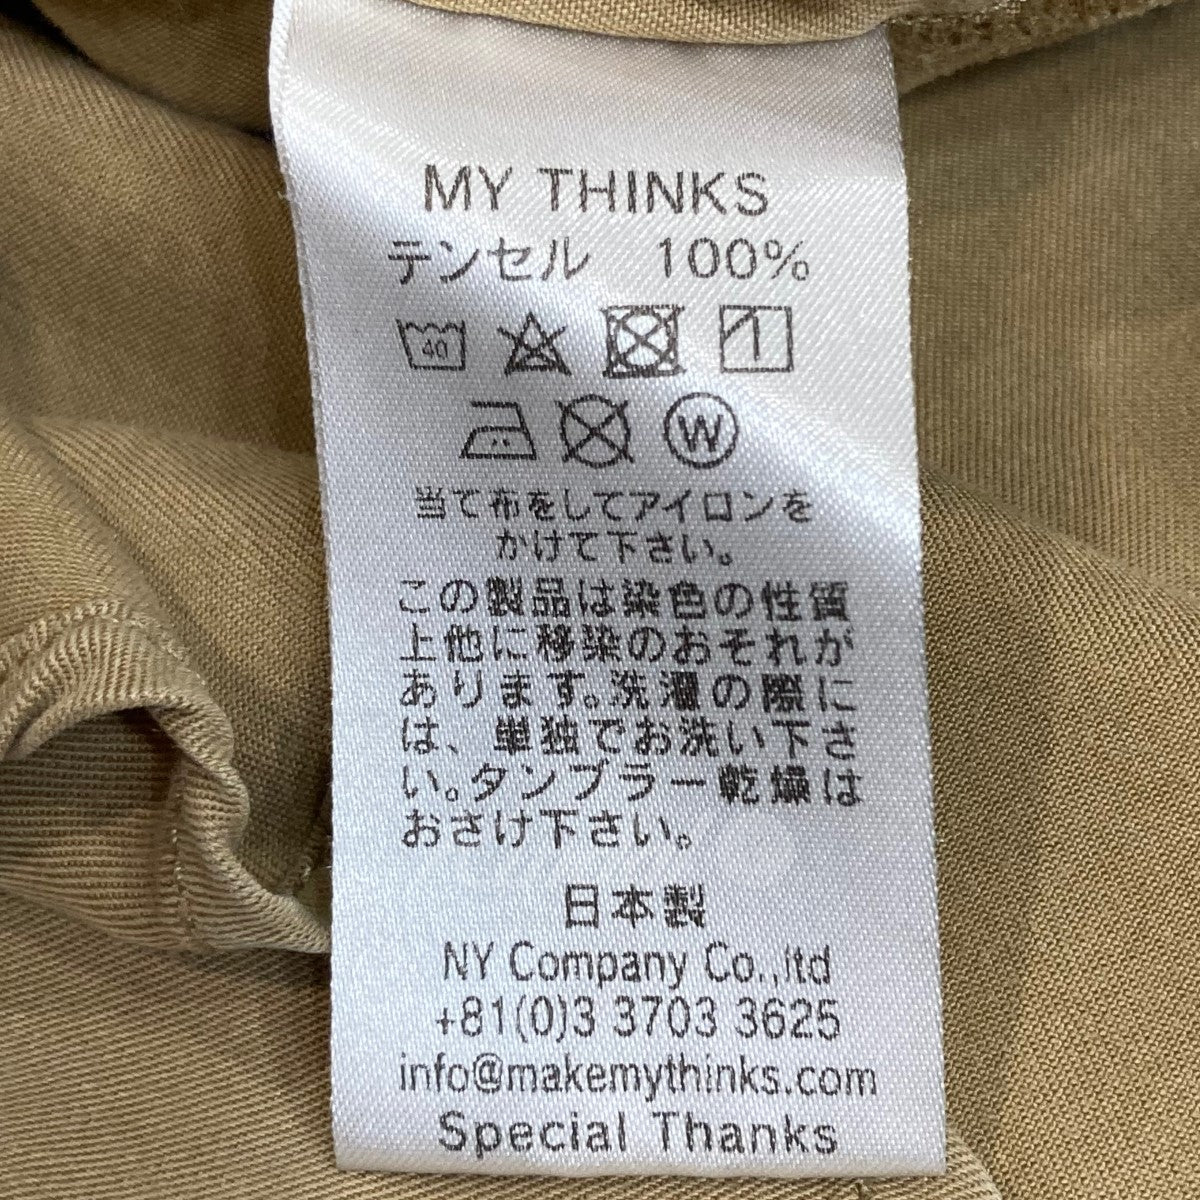 MY THINKS
テンセル 100%
40
W
当て布をしてアイロンを
かけて下さい。
この製品は染色の性質
上他に移染のおそれが
あります。洗濯の際に
は、単独でお洗い下さ
い。タンブラー乾燥は
おさけ下さい。
日本製
NY Company Co.,ltd
+81(0)3 3703 3625
info@makemythinks.com
Special Thanks